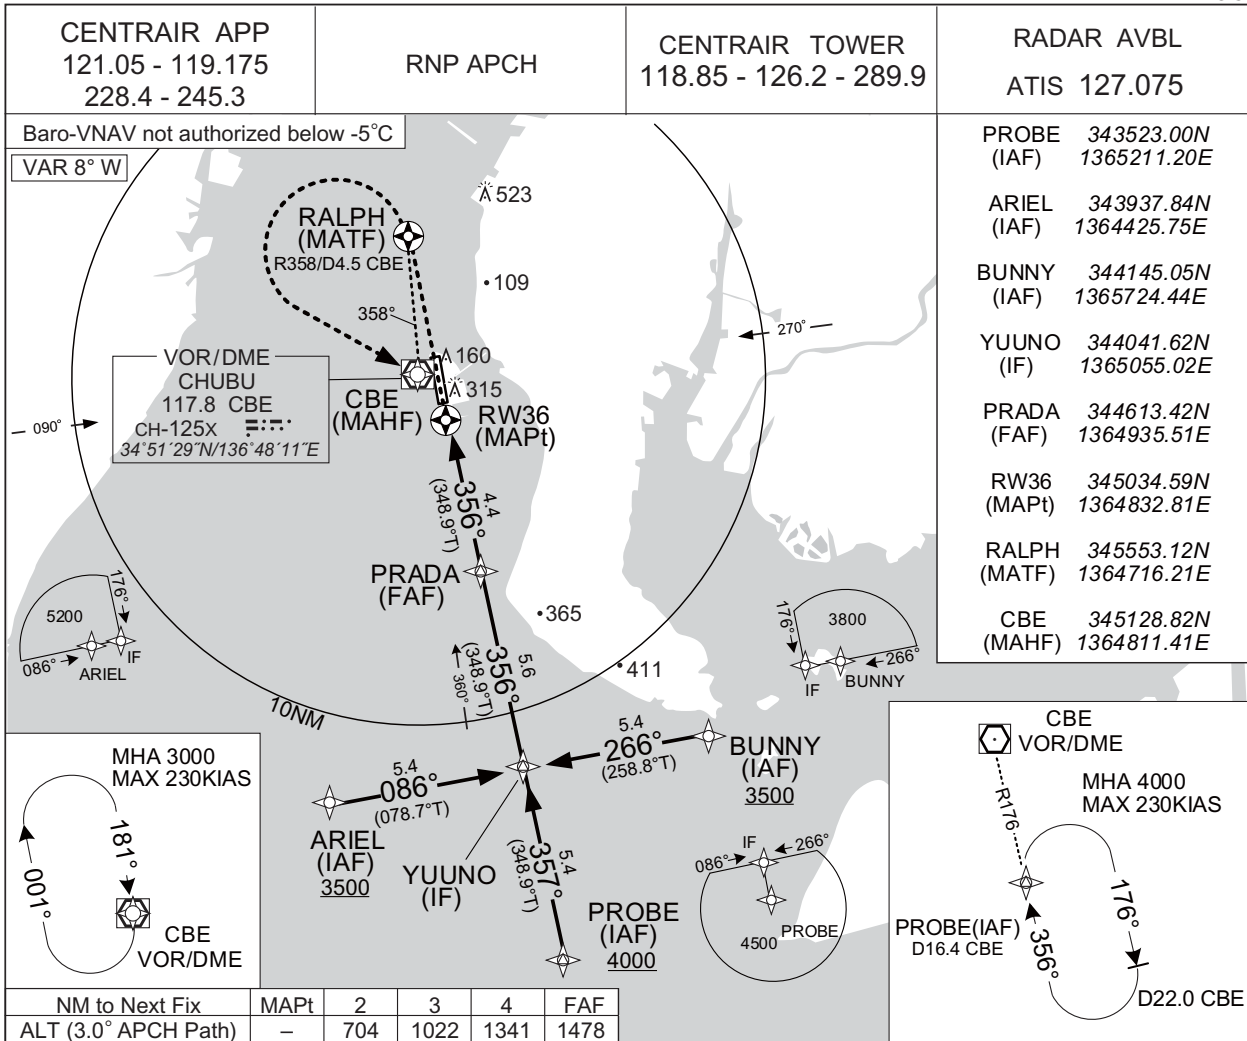 CENTRAIR APP
121.05 - 119.175
228.4 - 245.3
RNP APCH
CENTRAIR TOWER
118.85 - 126.2 - 289.9
RADAR AVBL
ATIS 127.075
Baro-VNAV not authorized below -5°C
VAR 8° W
PROBE 343523.00N
(IAF) 1365211.20E
ARIEL 343937.84N
(IAF) 1364425.75E
BUNNY 344145.05N
(IAF) 1365724.44E
YUUNO 344041.62N
(IF) 1365055.02E
PRADA 344613.42N
(FAF) 1364935.51E
RW36 345034.59N
(MAPt) 1364832.81E
RALPH 345553.12N
(MATF) 1364716.21E
CBE 345128.82N
(MAHF) 1364811.41E
523
RALPH
(MATF)
R358/D4.5 CBE
109
358°
270°
VOR/DME
CHUBU
117.8 CBE
CH-125X
34°51´29˝N/136°48´11˝E
160
315
CBE
(MAHF)
RW36
(MAPt)
090°
4.4
356°
(348.9°T)
PRADA
(FAF)
365
5200
176°
086°
IF
ARIEL
5.6
356°
(348.9°T)
360°
411
3800
176°
266°
IF
BUNNY
10NM
5.4
086°
(078.7°T)
5.4
266°
(258.8°T)
BUNNY
(IAF)
3500
ARIEL
(IAF)
3500
YUUNO
(IF)
5.4
357°
(348.9°T)
PROBE
(IAF)
4000
IF
086°
266°
4500
PROBE
MHA 3000
MAX 230KIAS
181°
001°
CBE
VOR/DME
CBE
VOR/DME
MHA 4000
MAX 230KIAS
R176
PROBE(IAF)
D16.4 CBE
176°
356°
D22.0 CBE
NM to Next Fix MAPt 2 3 4 FAF
ALT (3.0° APCH Path) – 704 1022 1341 1478